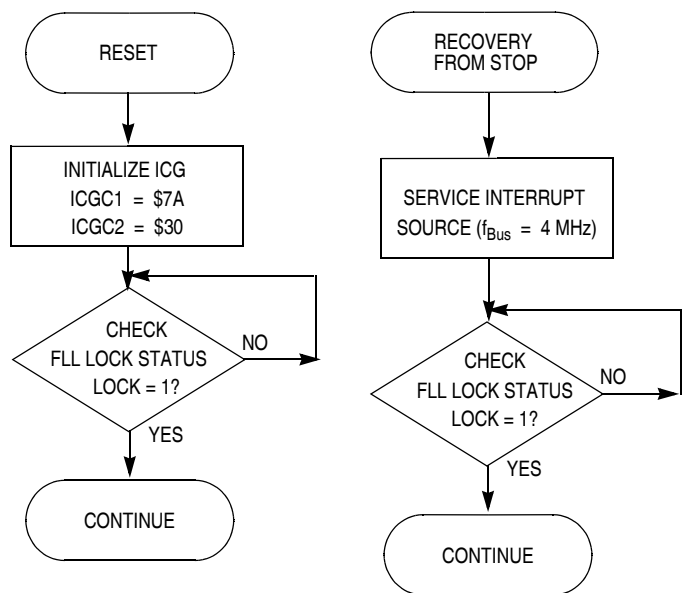 RESET
INITIALIZE ICG
ICGC1 = $7A
ICGC2 = $30
CHECK
FLL LOCK STATUS
LOCK = 1?
NO
YES
CONTINUE
RECOVERY
FROM STOP
SERVICE INTERRUPT
SOURCE (fBus = 4 MHz)
CHECK
FLL LOCK STATUS
LOCK = 1?
NO
YES
CONTINUE